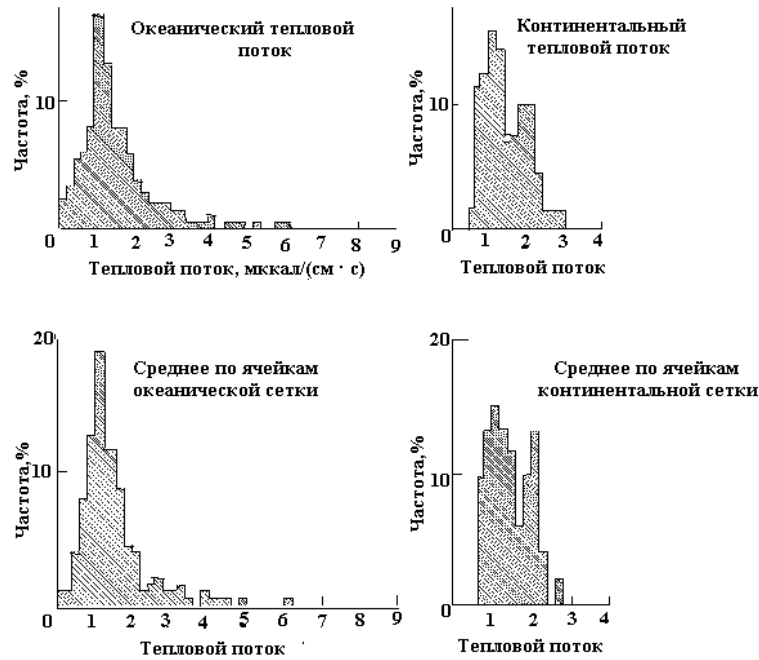 Океанический тепловой
поток
Частота, %
10
0 1 2 3 4 5 6 7 8 9
Тепловой поток, мккал/(см · с)
Континентальный
тепловой поток
Частота, %
10
0 1 2 3 4
Тепловой поток
Среднее по ячейкам
океанической сетки
Частота,%
20
10
0 1 2 3 4 5 6 7 8 9
Тепловой поток
Среднее по ячейкам
континентальной сетки
Частота,%
20
10
0 1 2 3 4
Тепловой поток